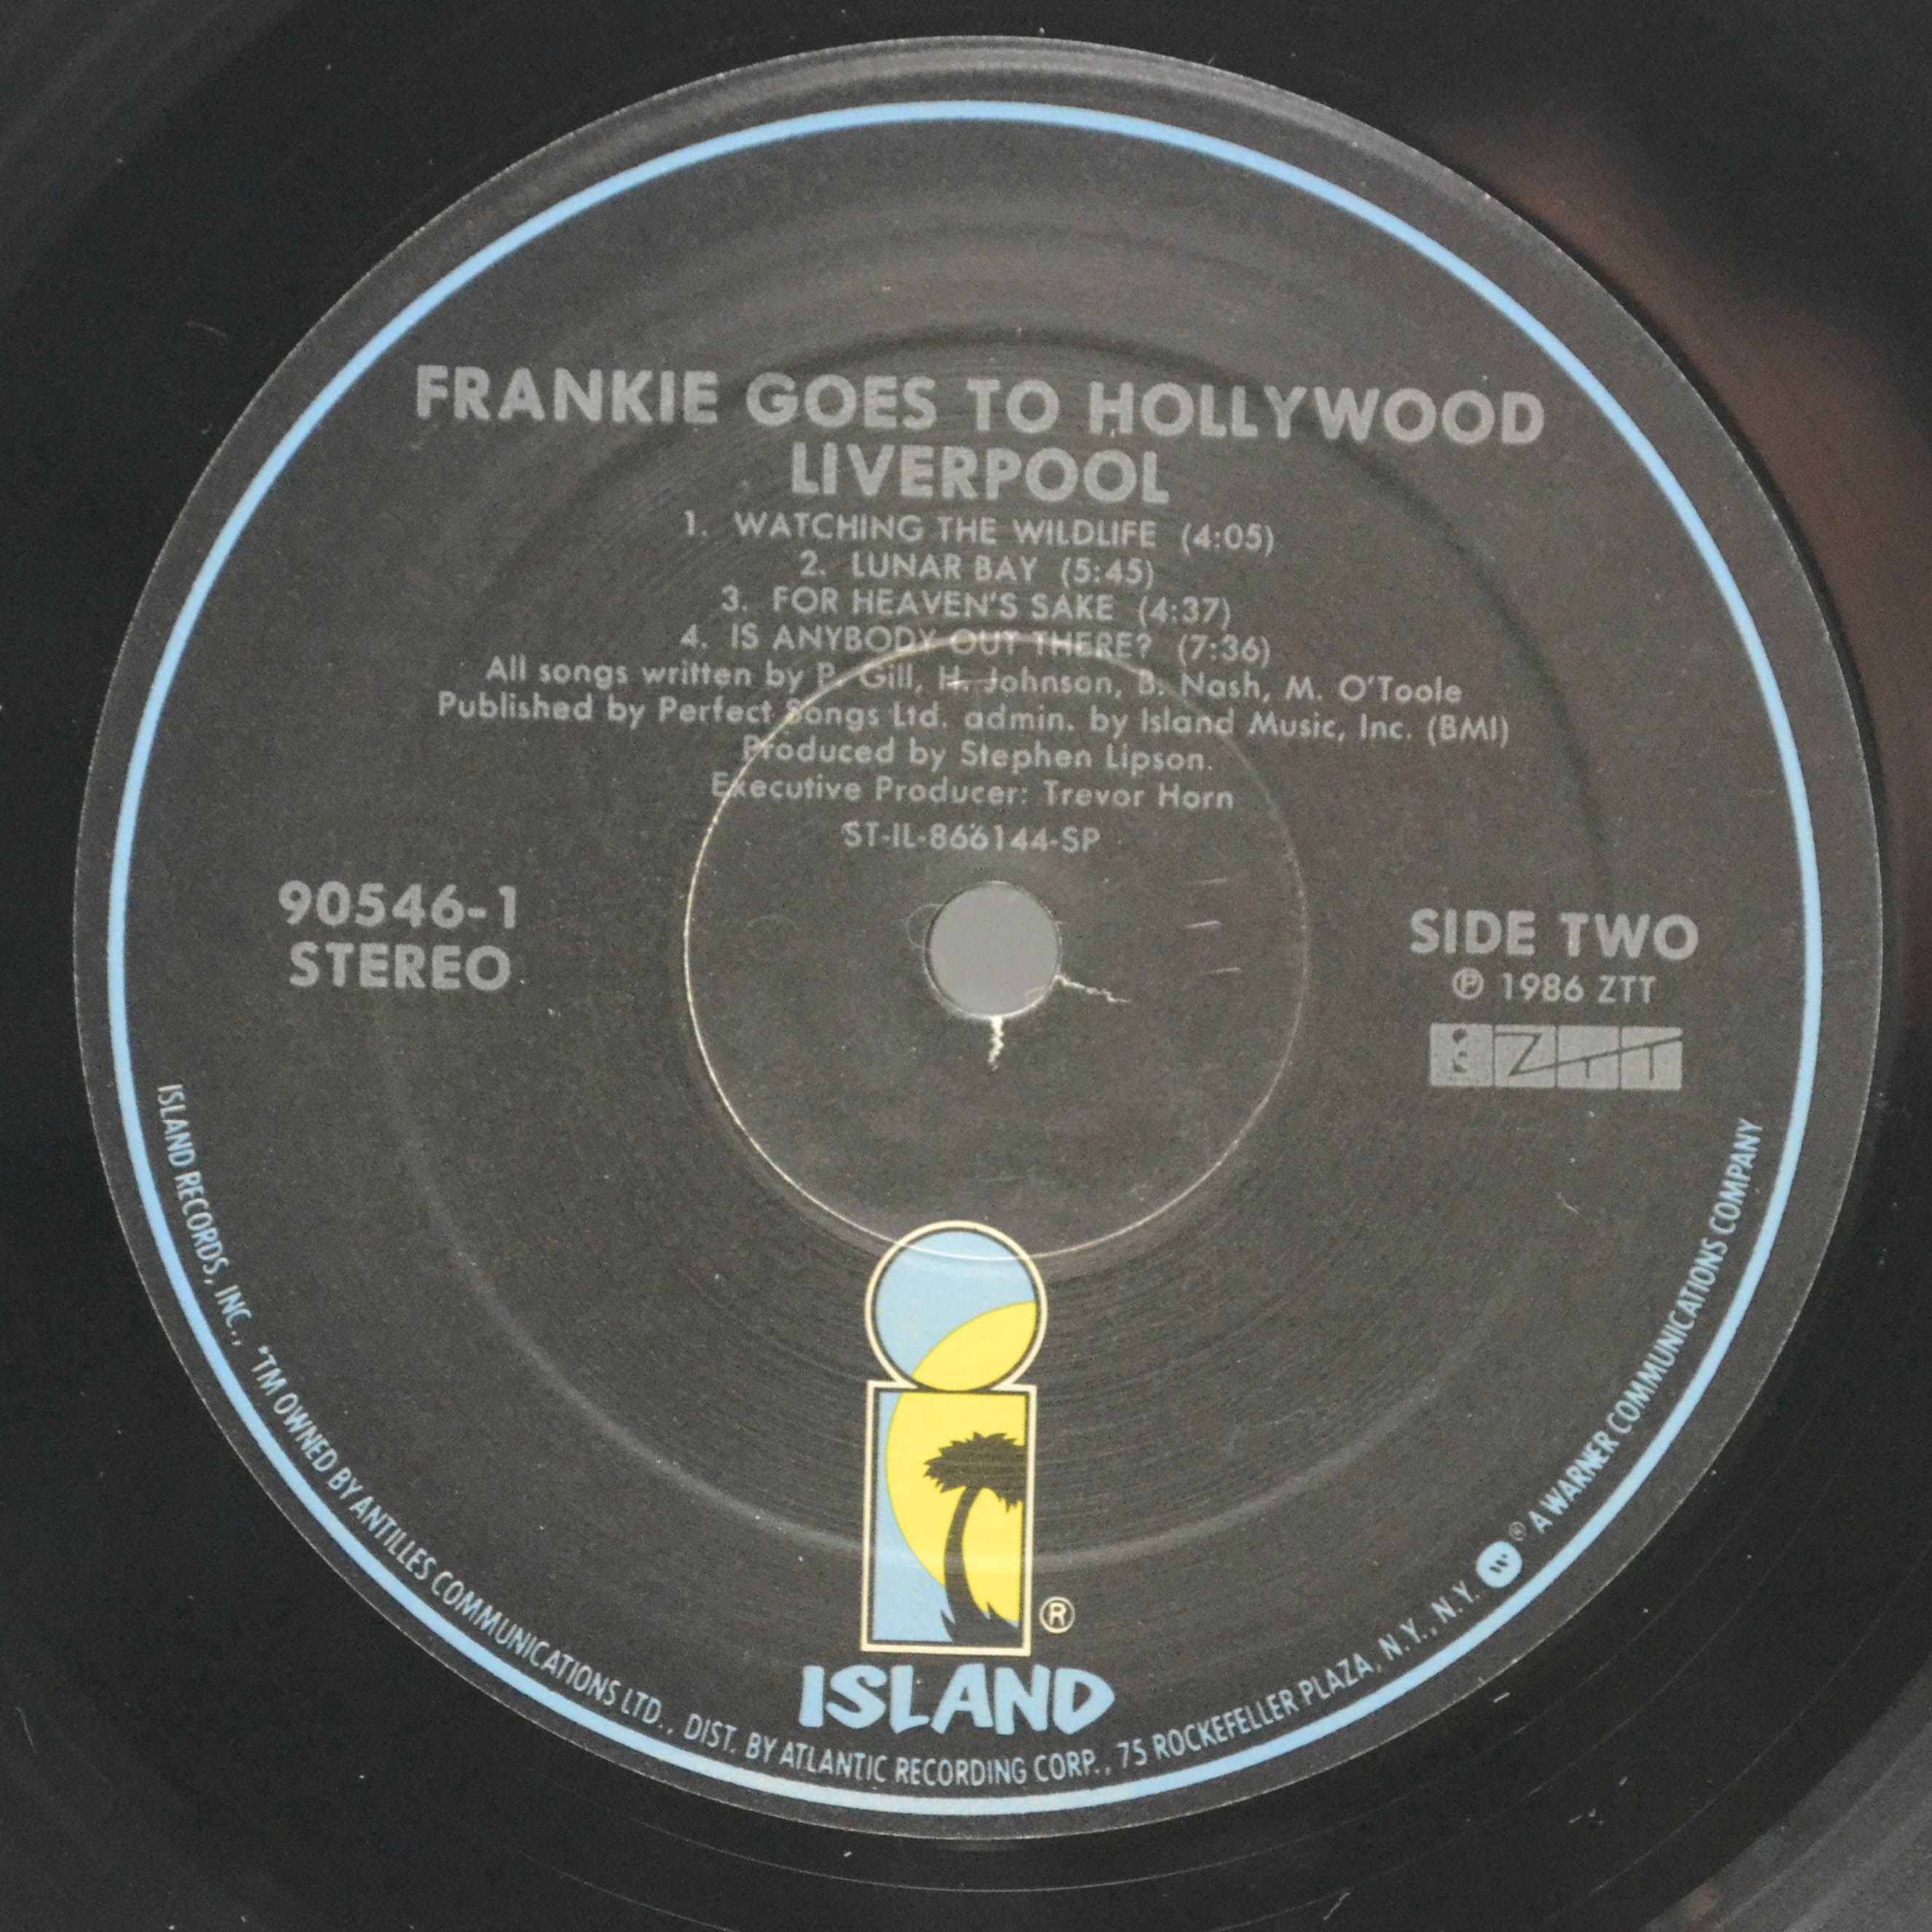 FRANKIE GOES TO HOLLYWOOD
LIVERPOOL
1. WATCHING THE WILDLIFE (4:05)
2. LUNAR BAY (5:45)
3. FOR HEAVEN'S SAKE (4:37)
4. IS ANYBODY OUT THERE? (7:36)
All songs written by P. Gill, H. Johnson, B. Nash, M. O'Toole
Published by Perfect Songs Ltd. admin. by Island Music, Inc. (BMI)
Produced by Stephen Lipson.
Executive Producer: Trevor Horn
ST-IL-866144-SP
90546-1
STEREO
SIDE TWO
℗ 1986 ZTT
ZTT
®
ISLAND
ISLAND RECORDS, INC., *TM OWNED BY ANTILLES COMMUNICATIONS LTD., DIST. BY ATLANTIC RECORDING CORP., 75 ROCKEFELLER PLAZA, N.Y., N.Y. ® A WARNER COMMUNICATIONS COMPANY